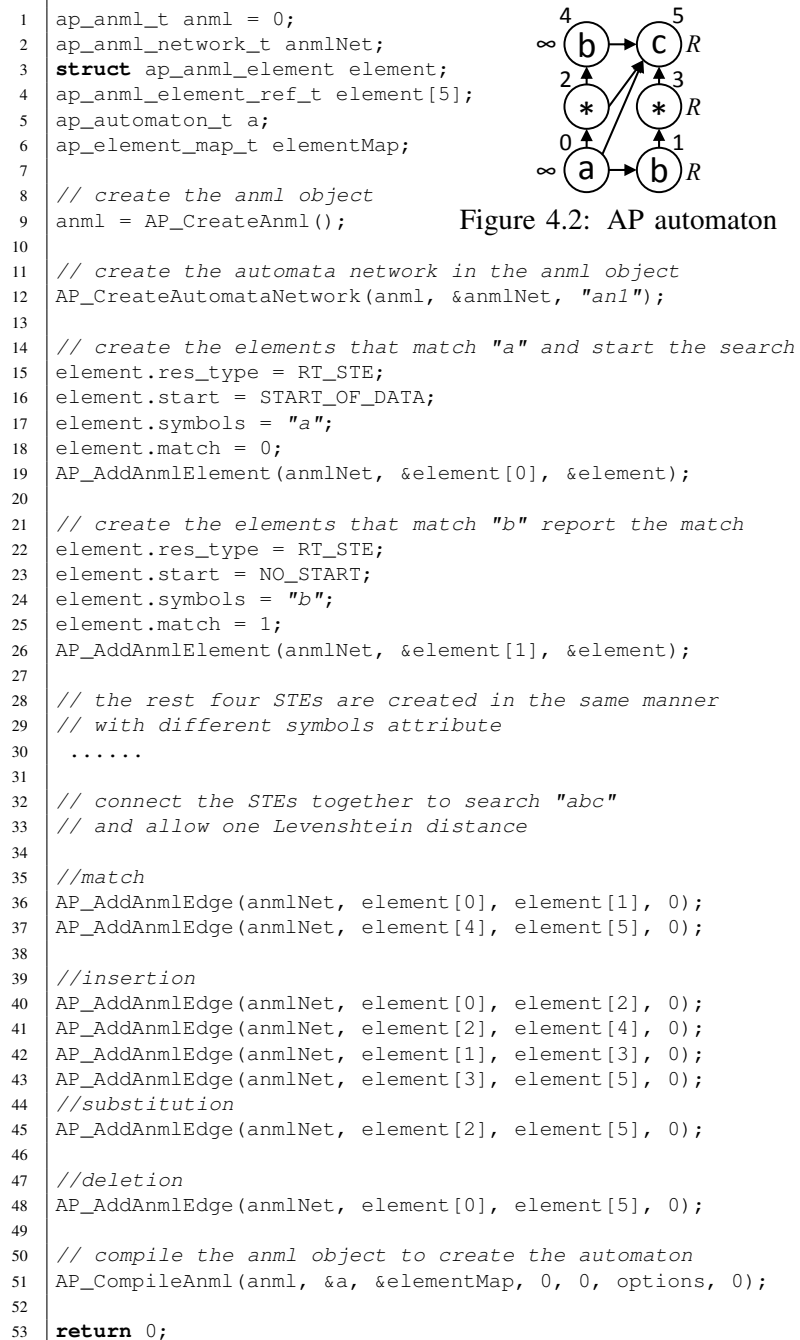 1 ap_anml_t anml = 0;
2 ap_anml_network_t anmlNet;
3 struct ap_anml_element element;
4 ap_anml_element_ref_t element[5];
5 ap_automaton_t a;
6 ap_element_map_t elementMap;
7
8 // create the anml object
9 anml = AP_CreateAnml();
10
11 // create the automata network in the anml object
12 AP_CreateAutomataNetwork(anml, &anmlNet, "an1");
13
14 // create the elements that match "a" and start the search
15 element.res_type = RT_STE;
16 element.start = START_OF_DATA;
17 element.symbols = "a";
18 element.match = 0;
19 AP_AddAnmlElement(anmlNet, &element[0], &element);
20
21 // create the elements that match "b" report the match
22 element.res_type = RT_STE;
23 element.start = NO_START;
24 element.symbols = "b";
25 element.match = 1;
26 AP_AddAnmlElement(anmlNet, &element[1], &element);
27
28 // the rest four STEs are created in the same manner
29 // with different symbols attribute
30 ......
31
32 // connect the STEs together to search "abc"
33 // and allow one Levenshtein distance
34
35 //match
36 AP_AddAnmlEdge(anmlNet, element[0], element[1], 0);
37 AP_AddAnmlEdge(anmlNet, element[4], element[5], 0);
38
39 //insertion
40 AP_AddAnmlEdge(anmlNet, element[0], element[2], 0);
41 AP_AddAnmlEdge(anmlNet, element[2], element[4], 0);
42 AP_AddAnmlEdge(anmlNet, element[1], element[3], 0);
43 AP_AddAnmlEdge(anmlNet, element[3], element[5], 0);
44 //substitution
45 AP_AddAnmlEdge(anmlNet, element[2], element[5], 0);
46
47 //deletion
48 AP_AddAnmlEdge(anmlNet, element[0], element[5], 0);
49
50 // compile the anml object to create the automaton
51 AP_CompileAnml(anml, &a, &elementMap, 0, 0, options, 0);
52
53 return 0;
4 5
∞ b c R
2 3
* * R
0 1
∞ a b R
Figure 4.2: AP automaton